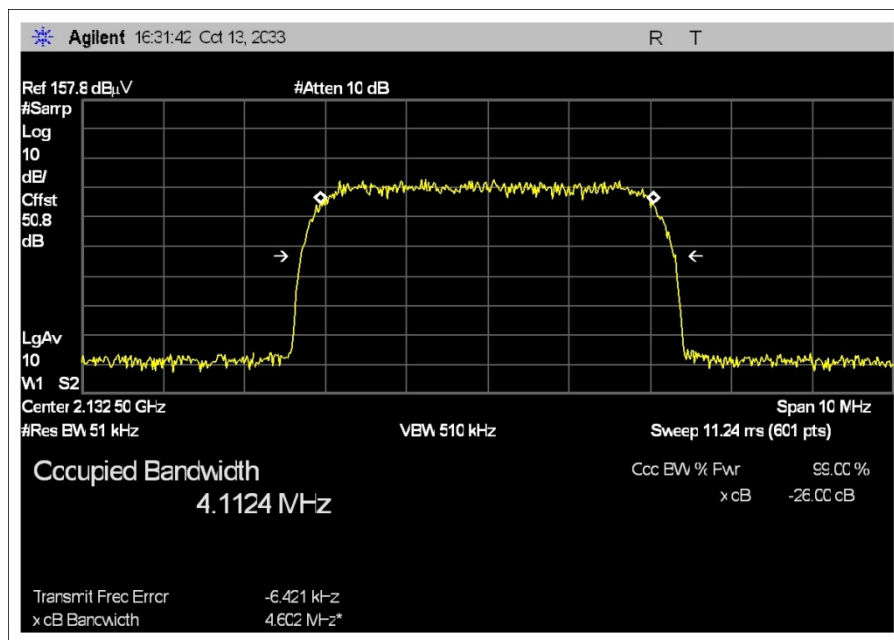 Agilent 16:31:42 Oct 13, 2033 R T
Ref 157.8 dBµV #Atten 10 dB
#Samp
Log
10
dB/
Offst
50.8
dB
LgAv
10
W1 S2
Center 2.132 50 GHz Span 10 MHz
#Res BW 51 kHz VBW 510 kHz Sweep 11.24 ms (601 pts)
Occupied Bandwidth Occ BW % Pwr 99.00 %
4.1124 MHz x dB -26.00 dB
Transmit Freq Error -6.421 kHz
x dB Bandwidth 4.602 MHz*